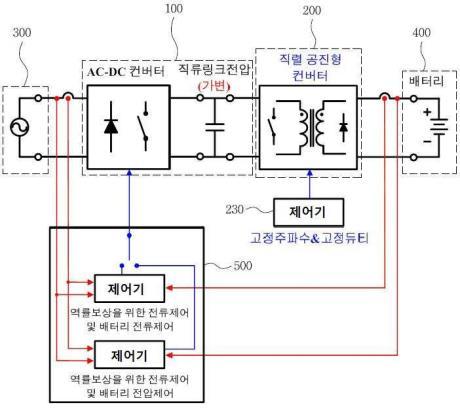 100
200
300
400
AC-DC 컨버터
직류링크전압
(가변)
직렬 공진형
컨버터
배터리
230
제어기
고정주파수&고정듀티
500
제어기
역률보상을 위한 전류제어
및 배터리 전류제어
제어기
역률보상을 위한 전류제어
및 배터리 전압제어